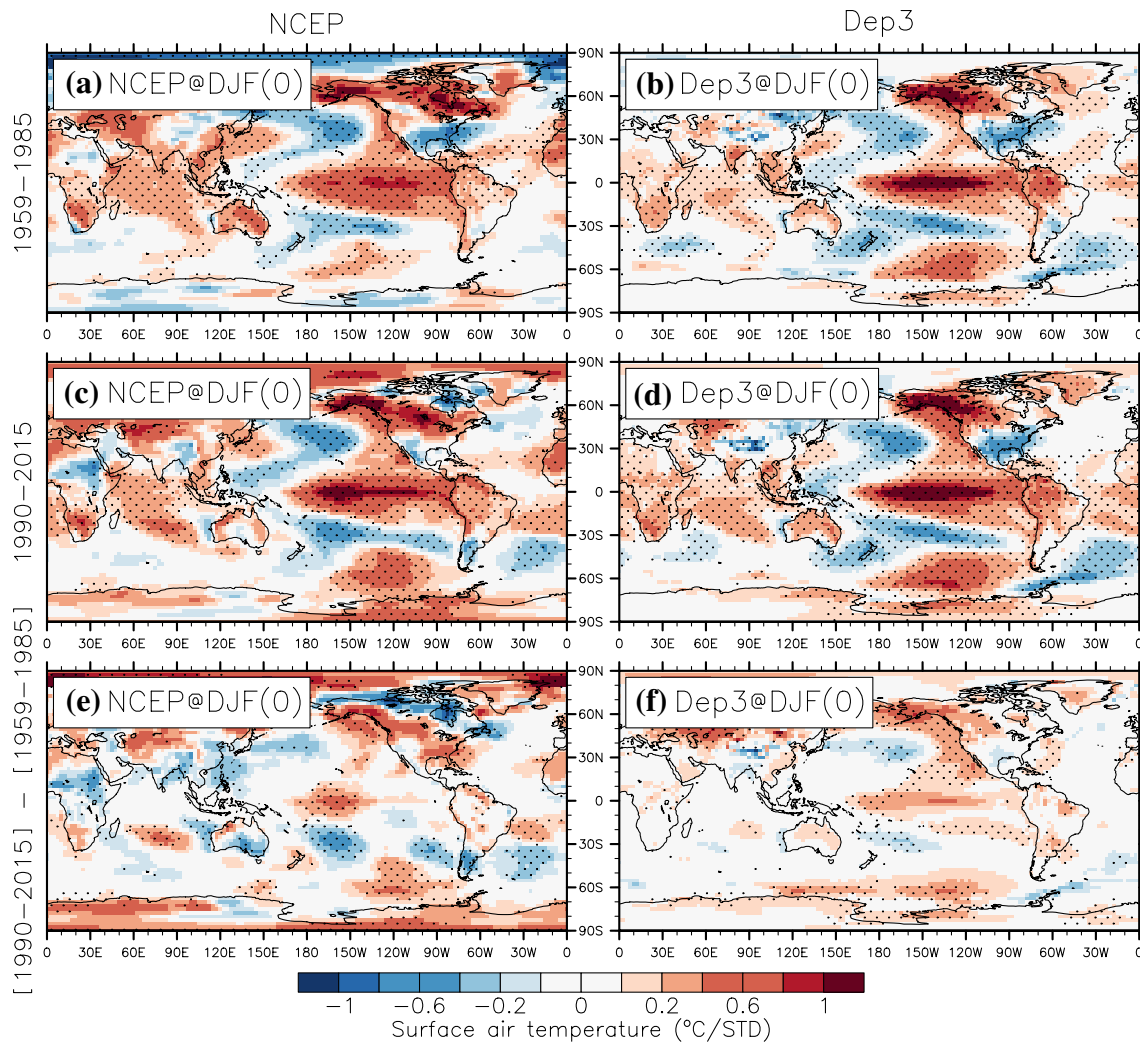 NCEP Dep3
1959−1985
(a) NCEP@DJF(0)
(b) Dep3@DJF(0)
90N
60N
30N
0
30S
60S
90S
0 30E 60E 90E 120E 150E 180 150W 120W 90W 60W 30W 0
0 30E 60E 90E 120E 150E 180 150W 120W 90W 60W 30W 0
1990−2015
(c) NCEP@DJF(0)
(d) Dep3@DJF(0)
90N
60N
30N
0
30S
60S
90S
0 30E 60E 90E 120E 150E 180 150W 120W 90W 60W 30W 0
0 30E 60E 90E 120E 150E 180 150W 120W 90W 60W 30W 0
[1990−2015] − [1959−1985]
(e) NCEP@DJF(0)
(f) Dep3@DJF(0)
90N
60N
30N
0
30S
60S
90S
0 30E 60E 90E 120E 150E 180 150W 120W 90W 60W 30W 0
0 30E 60E 90E 120E 150E 180 150W 120W 90W 60W 30W 0
−1 −0.6 −0.2 0 0.2 0.6 1
Surface air temperature (°C/STD)